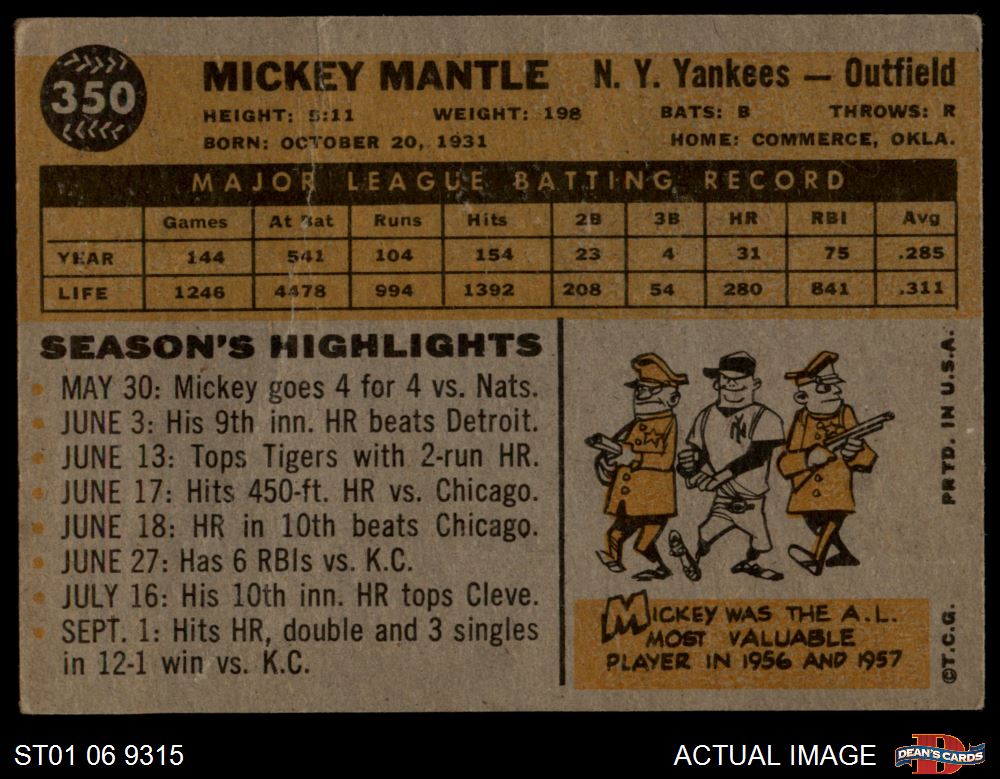 350
MICKEY MANTLE N. Y. Yankees — Outfield
HEIGHT: 5:11 WEIGHT: 198 BATS: B THROWS: R
BORN: OCTOBER 20, 1931 HOME: COMMERCE, OKLA.
MAJOR LEAGUE BATTING RECORD
Games At Bat Runs Hits 2B 3B HR RBI Avg
YEAR 144 541 104 154 23 4 31 75 .285
LIFE 1246 4478 994 1392 208 54 280 841 .311
SEASON'S HIGHLIGHTS
MAY 30: Mickey goes 4 for 4 vs. Nats.
JUNE 3: His 9th inn. HR beats Detroit.
JUNE 13: Tops Tigers with 2-run HR.
JUNE 17: Hits 450-ft. HR vs. Chicago.
JUNE 18: HR in 10th beats Chicago.
JUNE 27: Has 6 RBIs vs. K.C.
JULY 16: His 10th inn. HR tops Cleve.
SEPT. 1: Hits HR, double and 3 singles
in 12-1 win vs. K.C.
NY
MICKEY WAS THE A.L.
MOST VALUABLE
PLAYER IN 1956 AND 1957
©T.C.G. PRTD. IN U.S.A.
ST01 06 9315 ACTUAL IMAGE D DEAN'S CARDS